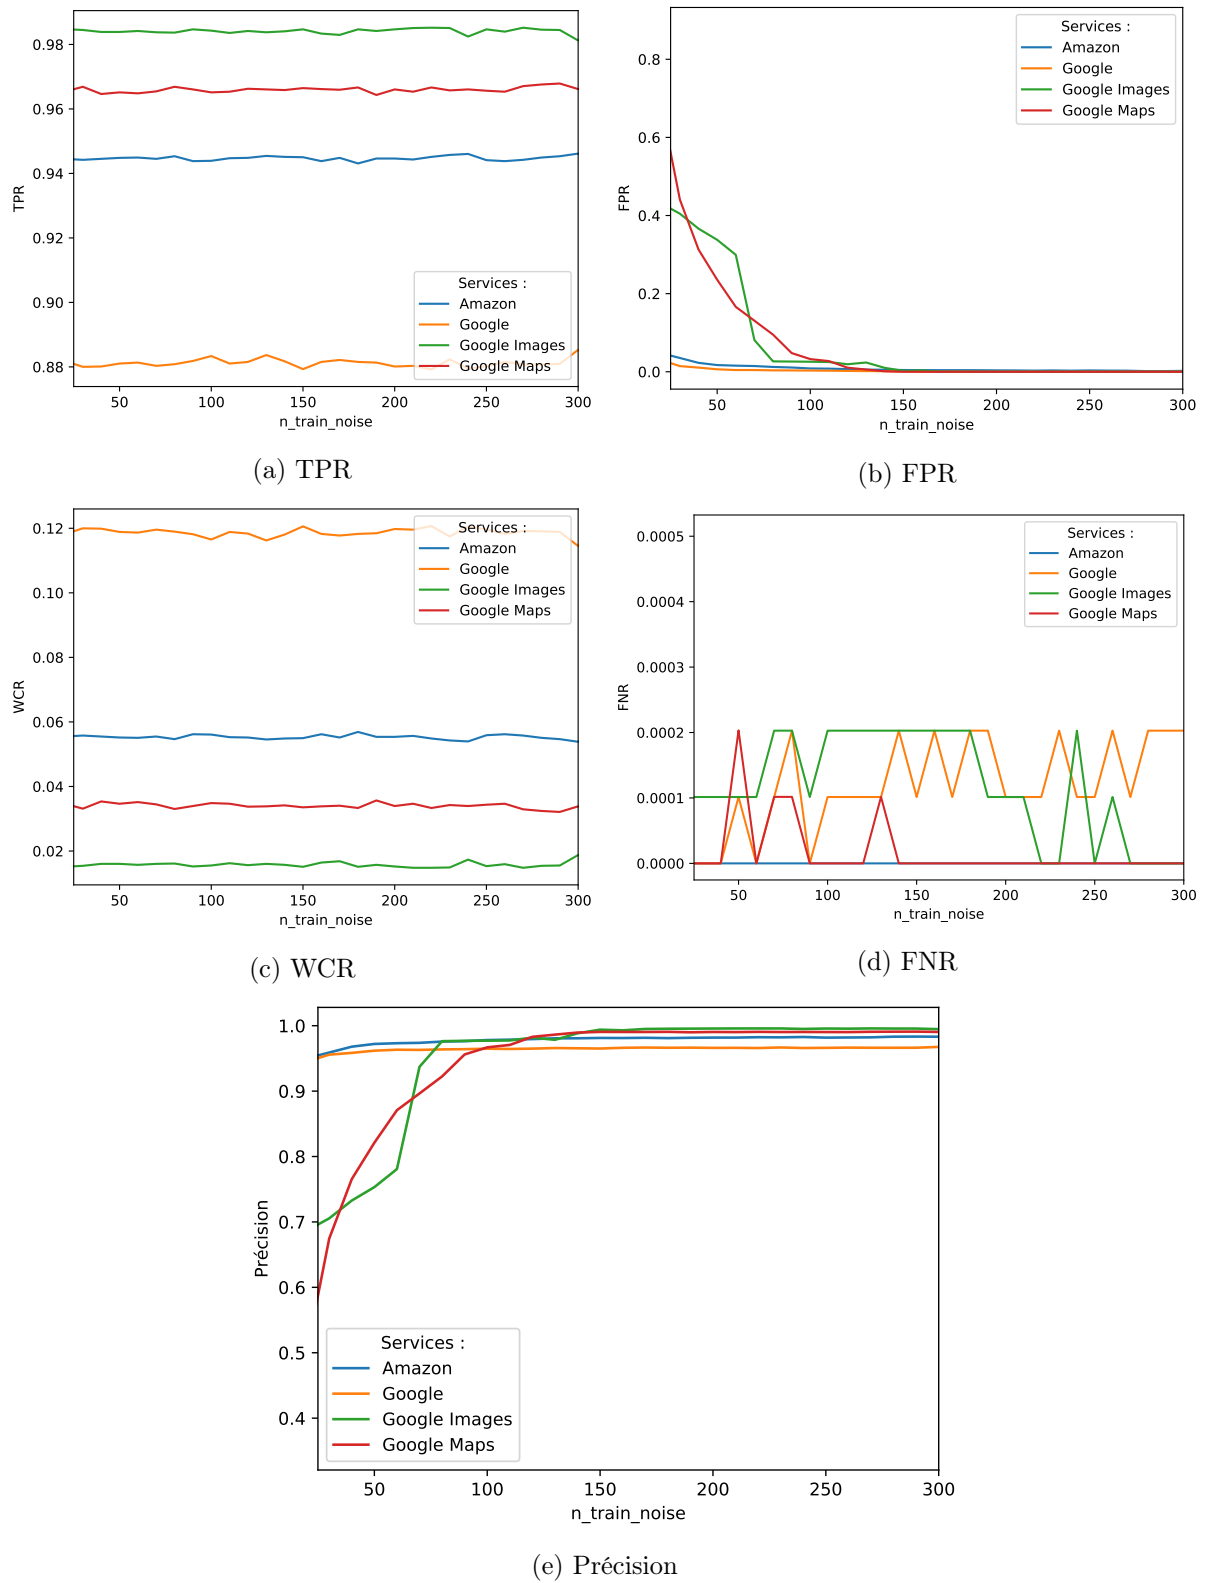 0.98
0.96
0.94
0.92
0.90
0.88
TPR
50 100 150 200 250 300
n_train_noise
Services :
Amazon
Google
Google Images
Google Maps
(a) TPR
0.8
0.6
0.4
0.2
0.0
FPR
50 100 150 200 250 300
n_train_noise
Services :
Amazon
Google
Google Images
Google Maps
(b) FPR
0.12
0.10
0.08
0.06
0.04
0.02
WCR
50 100 150 200 250 300
n_train_noise
Services :
Amazon
Google
Google Images
Google Maps
(c) WCR
0.0005
0.0004
0.0003
0.0002
0.0001
0.0000
FNR
50 100 150 200 250 300
n_train_noise
Services :
Amazon
Google
Google Images
Google Maps
(d) FNR
1.0
0.9
0.8
0.7
0.6
0.5
0.4
Précision
50 100 150 200 250 300
n_train_noise
Services :
Amazon
Google
Google Images
Google Maps
(e) Précision